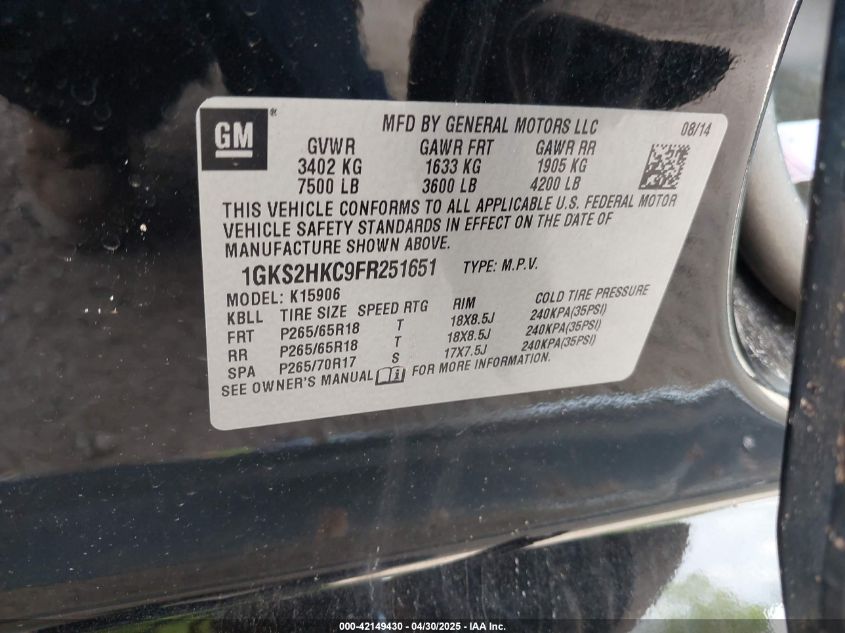 GM®
MFD BY GENERAL MOTORS LLC 08/14
GVWR GAWR FRT GAWR RR
3402 KG 1633 KG 1905 KG
7500 LB 3600 LB 4200 LB
THIS VEHICLE CONFORMS TO ALL APPLICABLE U.S. FEDERAL MOTOR
VEHICLE SAFETY STANDARDS IN EFFECT ON THE DATE OF
MANUFACTURE SHOWN ABOVE.
1GKS2HKC9FR251651 TYPE: M.P.V.
MODEL: K15906
KBLL TIRE SIZE SPEED RTG RIM COLD TIRE PRESSURE
FRT P265/65R18 T 18X8.5J 240KPA(35PSI)
RR P265/65R18 T 18X8.5J 240KPA(35PSI)
SPA P265/70R17 S 17X7.5J 240KPA(35PSI)
SEE OWNER'S MANUAL FOR MORE INFORMATION.
000-42149430 - 04/30/2025 - IAA Inc.